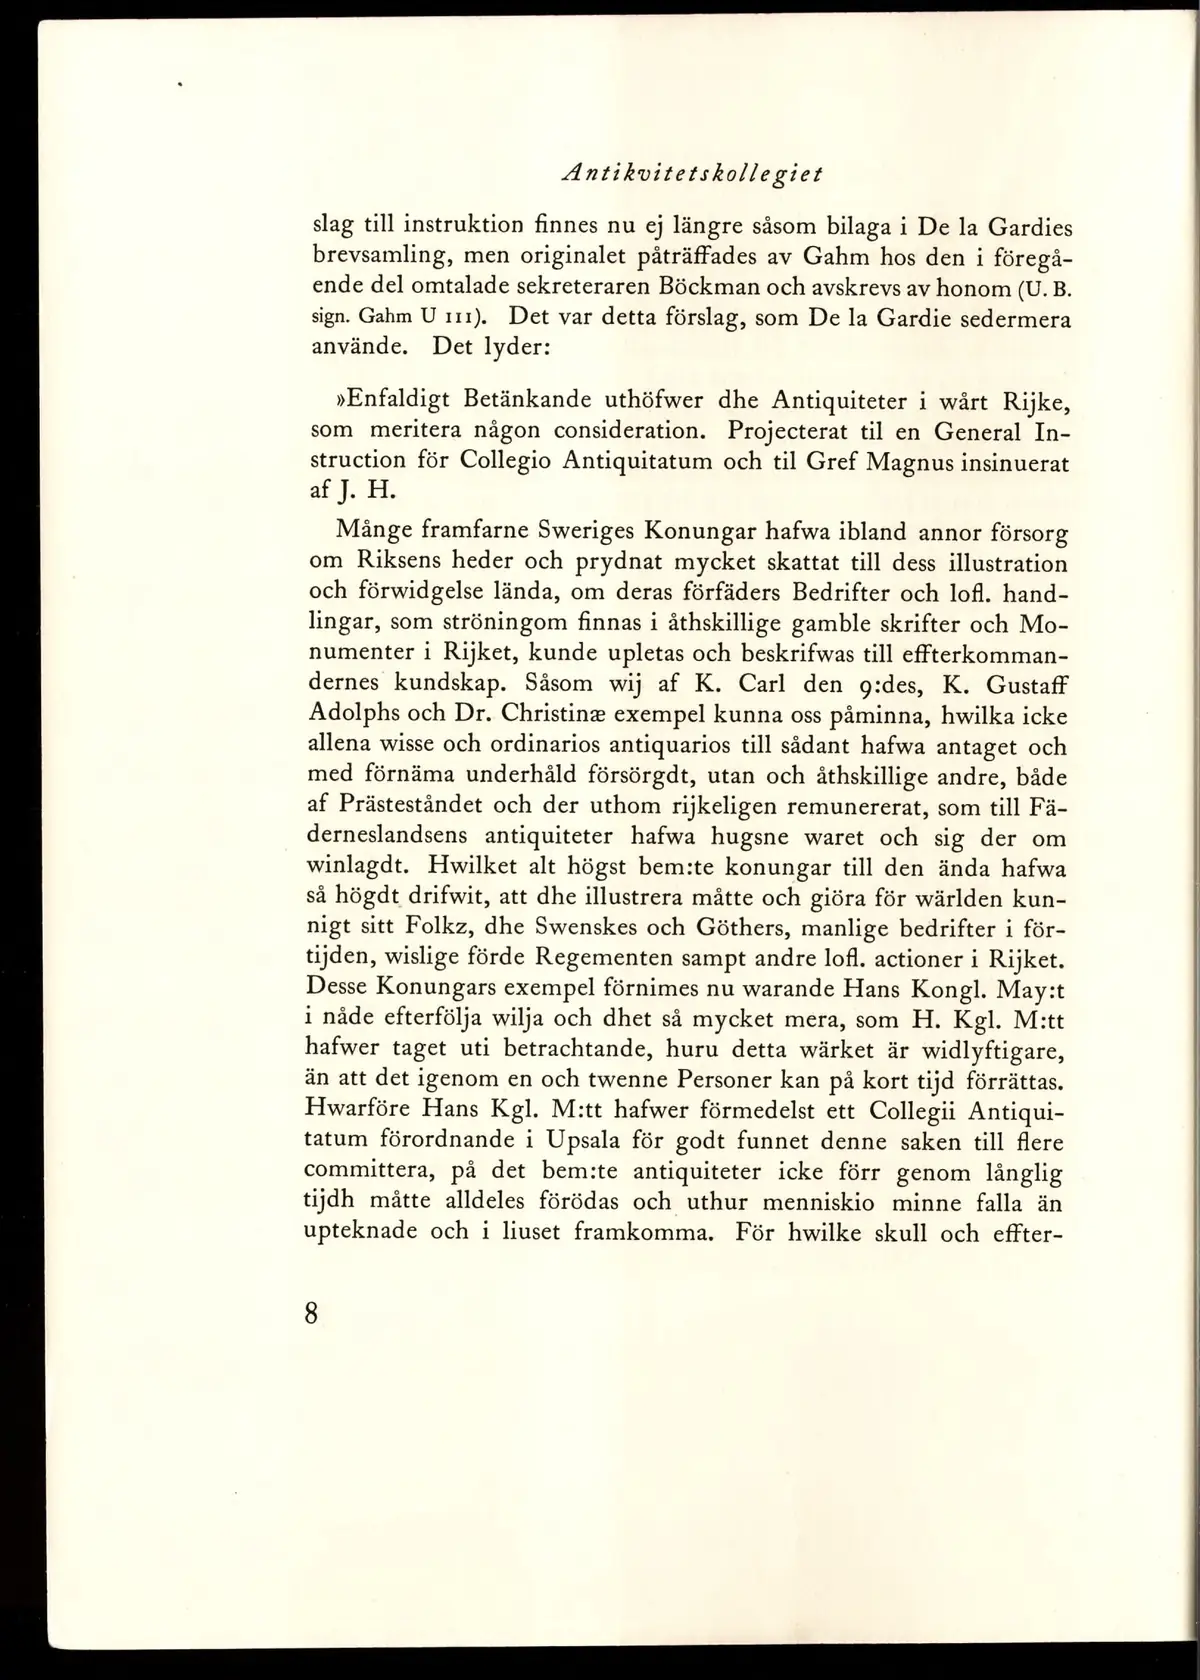 Antikvitetskollegiet
slag till instruktion finnes nu ej längre såsom bilaga i De la Gardies
brevsamling, men originalet påträffades av Gahm hos den i föregå-
ende del omtalade sekreteraren Böckman och avskrevs av honom (U. B.
sign. Gahm U 111). Det var detta förslag, som De la Gardie sedermera
använde. Det lyder:
»Enfaldigt Betänkande uthöfwer dhe Antiquiteter i wårt Rijke,
som meritera någon consideration. Projecterat til en General In-
struction för Collegio Antiquitatum och til Gref Magnus insinuerat
af J. H.
Månge framfarne Sweriges Konungar hafwa ibland annor försorg
om Riksens heder och prydnat mycket skattat till dess illustration
och förwidgelse lända, om deras förfäders Bedrifter och lofl. hand-
lingar, som ströningom finnas i åthskillige gamble skrifter och Mo-
numenter i Rijket, kunde upletas och beskrifwas till effterkomman-
dernes kundskap. Såsom wij af K. Carl den 9:des, K. Gustaff
Adolphs och Dr. Christinæ exempel kunna oss påminna, hwilka icke
allena wisse och ordinarios antiquarios till sådant hafwa antaget och
med förnäma underhåld försörgdt, utan och åthskillige andre, både
af Prästeståndet och der uthom rijkeligen remunererat, som till Fä-
derneslandsens antiquiteter hafwa hugsne waret och sig der om
winlagdt. Hwilket alt högst bem:te konungar till den ända hafwa
så högdt drifwit, att dhe illustrera måtte och giöra för wärlden kun-
nigt sitt Folkz, dhe Swenskes och Göthers, manlige bedrifter i för-
tijden, wislige förde Regementen sampt andre lofl. actioner i Rijket.
Desse Konungars exempel förnimes nu warande Hans Kongl. May:t
i nåde efterfölja wilja och dhet så mycket mera, som H. Kgl. M:tt
hafwer taget uti betrachtande, huru detta wärket är widlyftigare,
än att det igenom en och twenne Personer kan på kort tijd förrättas.
Hwarföre Hans Kgl. M:tt hafwer förmedelst ett Collegii Antiqui-
tatum förordnande i Upsala för godt funnet denne saken till flere
committera, på det bem:te antiquiteter icke förr genom långlig
tijdh måtte alldeles förödas och uthur menniskio minne falla än
upteknade och i liuset framkomma. För hwilke skull och effter-
8